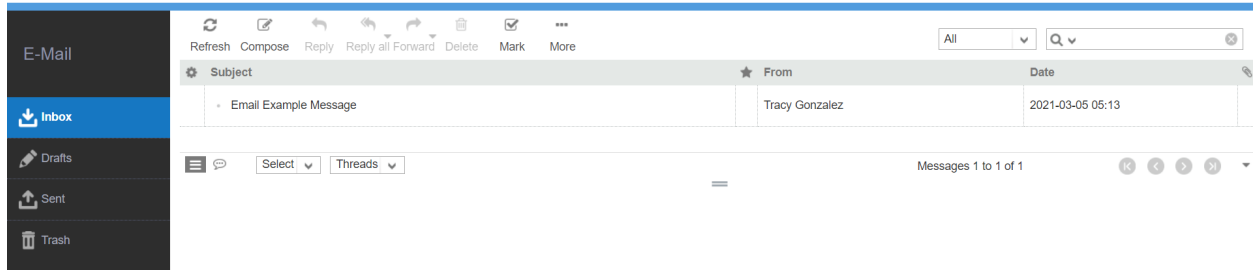 E-Mail
Inbox
Drafts
Sent
Trash
Refresh Compose Reply Reply all Forward Delete Mark More
All
Subject From Date
Email Example Message Tracy Gonzalez 2021-03-05 05:13
Select Threads Messages 1 to 1 of 1